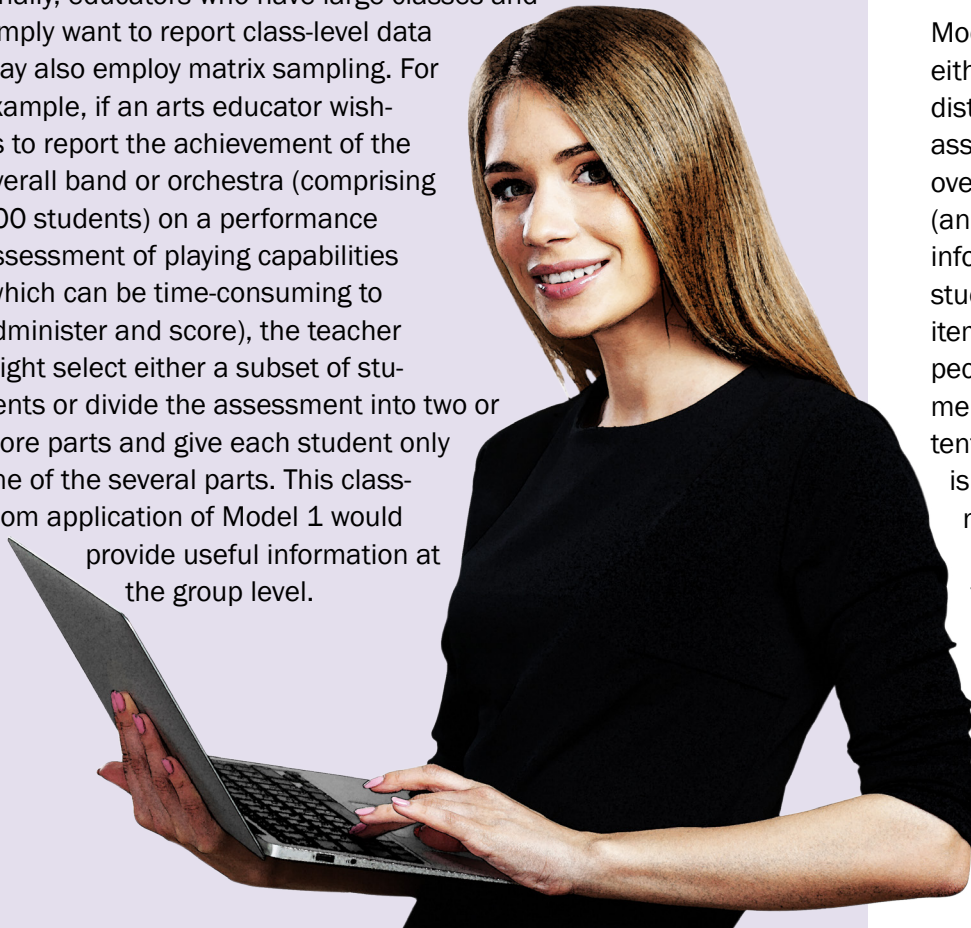 nally, educators who have large classes and
mply want to report class-level data
ay also employ matrix sampling. For
xample, if an arts educator wish-
s to report the achievement of the
verall band or orchestra (comprising
00 students) on a performance
ssessment of playing capabilities
which can be time-consuming to
dminister and score), the teacher
ight select either a subset of stu-
ents or divide the assessment into two or
ore parts and give each student only
ne of the several parts. This class-
om application of Model 1 would
provide useful information at
the group level.
Mod
eith
dist
ass
ove
(an
info
stud
item
peo
me
tent
is